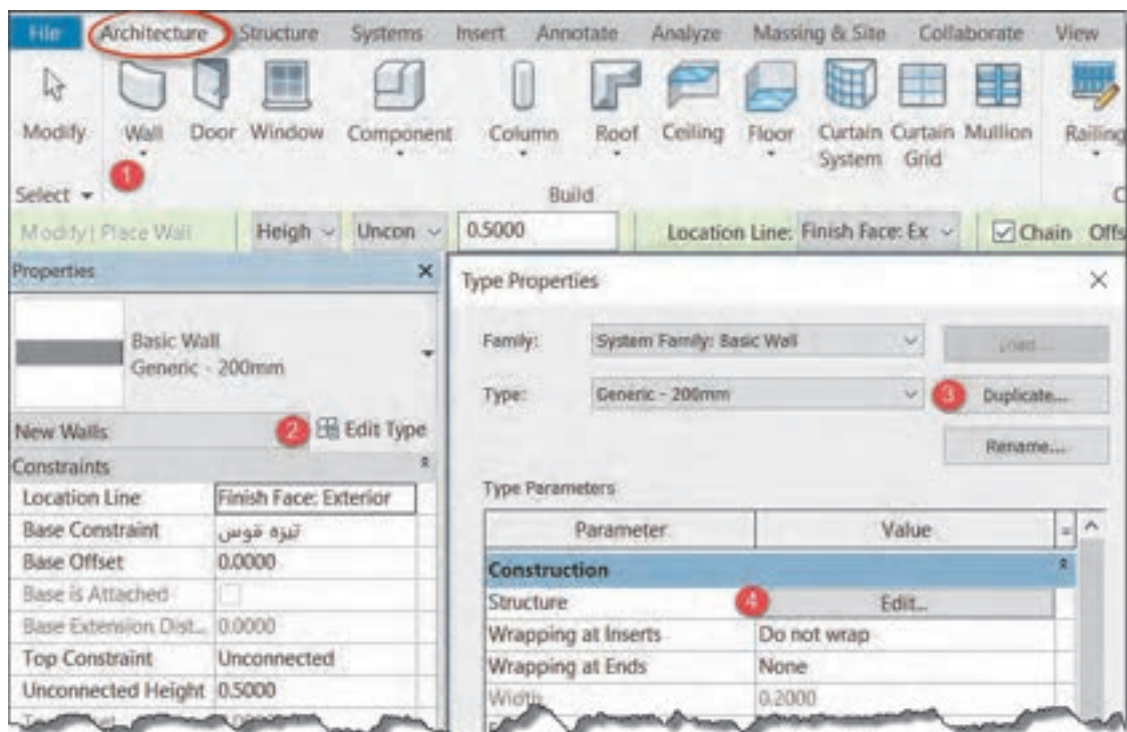 File Architecture Structure Systems Insert Annotate Analyze Massing & Site Collaborate View
Modify Wall Door Window Component Column Roof Ceiling Floor Curtain System Curtain Grid Mullion Railing
1
Select Build
Modify | Place Wall Heigh Uncon 0.5000 Location Line: Finish Face: Ex Chain Offs
Properties
Basic Wall
Generic - 200mm
New Walls 2 Edit Type
Constraints
Location Line Finish Face: Exterior
Base Constraint تیزه قوس
Base Offset 0.0000
Base is Attached
Base Extension Dist... 0.0000
Top Constraint Unconnected
Unconnected Height 0.5000
Type Properties
Family: System Family: Basic Wall Load...
Type: Generic - 200mm 3 Duplicate...
Rename...
Type Parameters
Parameter Value =
Construction
Structure 4 Edit...
Wrapping at Inserts Do not wrap
Wrapping at Ends None
Width 0.2000